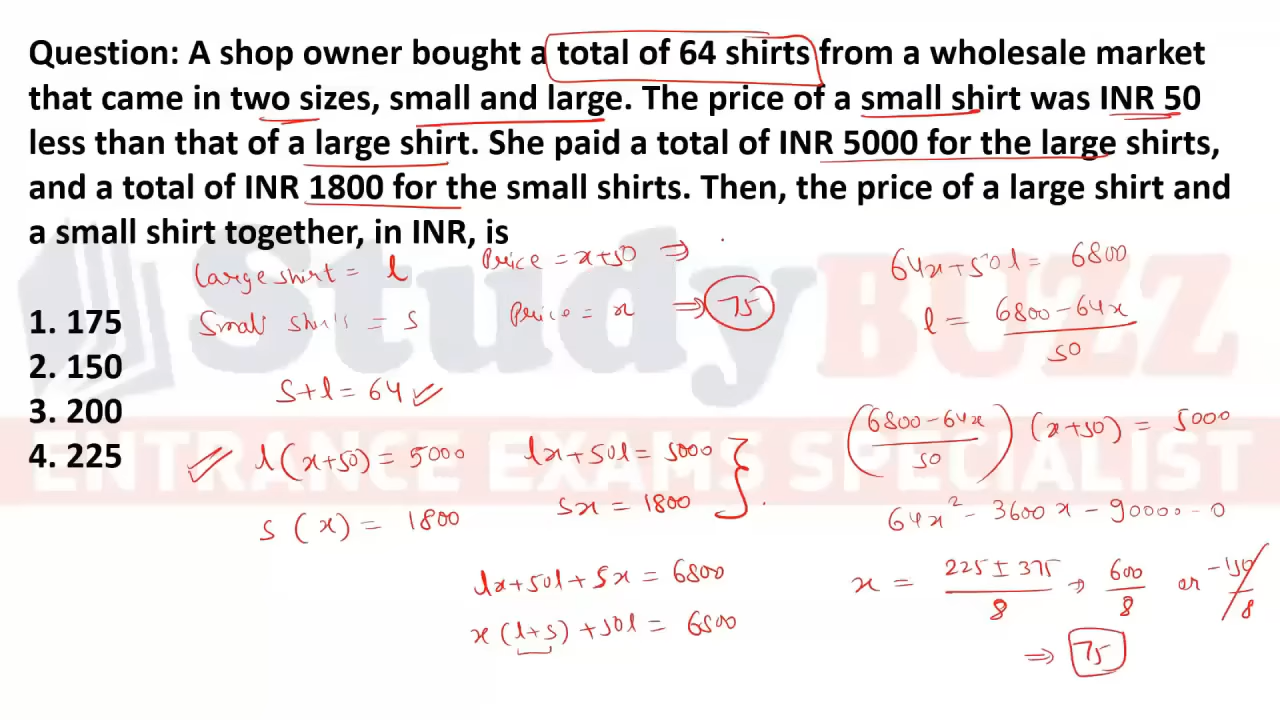 Question: A shop owner bought a total of 64 shirts from a wholesale market
that came in two sizes, small and large. The price of a small shirt was INR 50
less than that of a large shirt. She paid a total of INR 5000 for the large shirts,
and a total of INR 1800 for the small shirts. Then, the price of a large shirt and
a small shirt together, in INR, is
1. 175
2. 150
3. 200
4. 225
Large shirt = l
Price = x+50 ⇒
Small shirts = s
Price = x ⇒ 75
s+l = 64 ✓
l(x+50) = 5000
s(x) = 1800
lx+50l = 5000
sx = 1800
lx+50l+sx = 6800
x(l+s)+50l = 6800
64x+50l = 6800
l = (6800-64x)/50
((6800-64x)/50)(x+50) = 5000
64x² - 3600x - 90000 - 0
x = (225 ± 375)/8 ⇒ 600/8 or -150/8
⇒ 75
StudyBUZZ
ENTRANCE EXAMS SPECIALIST